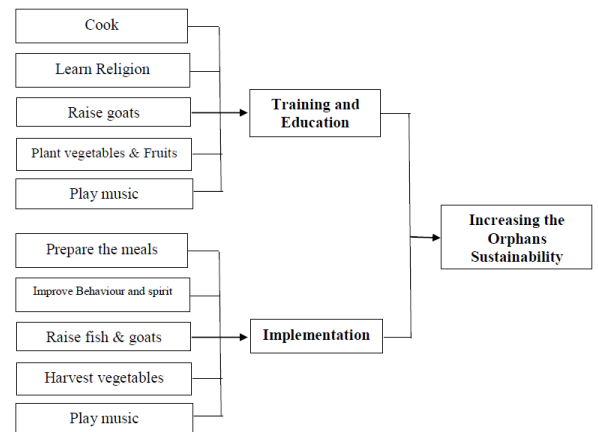 Cook
Learn Religion
Raise goats
Plant vegetables & Fruits
Play music
Training and
Education
Prepare the meals
Improve Behaviour and spirit
Raise fish & goats
Harvest vegetables
Play music
Implementation
Increasing the
Orphans
Sustainability